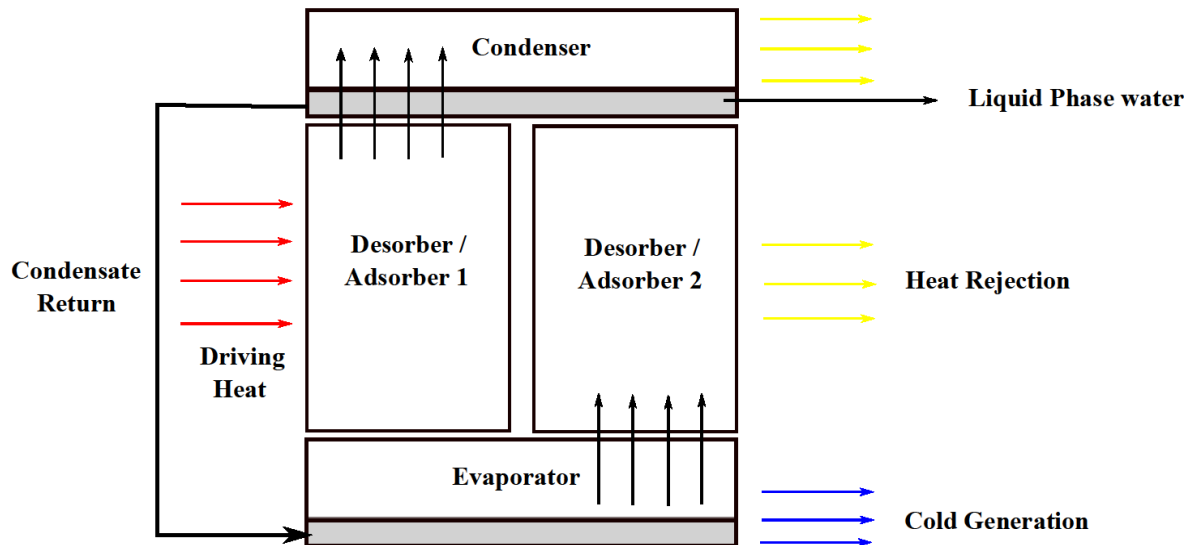 Condenser
Liquid Phase water
Desorber /
Adsorber 1
Desorber /
Adsorber 2
Condensate
Return
Heat Rejection
Driving
Heat
Evaporator
Cold Generation